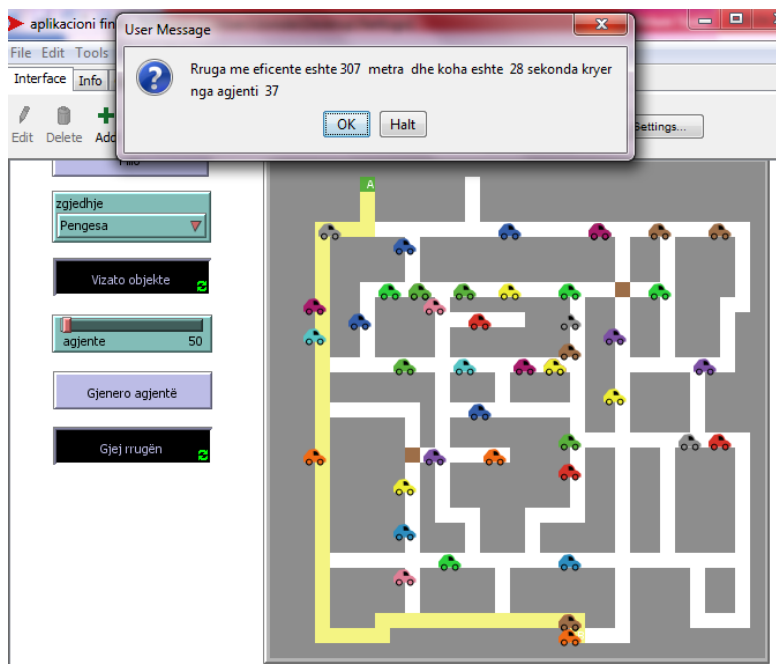 aplikacioni fin
User Message
File Edit Tools
Rruga me eficente eshte 307 metra dhe koha eshte 28 sekonda kryer
nga agjenti 37
Interface Info
OK Halt
Edit Delete Add
Settings...
A
zgjedhje
Pengesa
Vizato objekte
agjente 50
Gjenero agjentë
Gjej rrugën